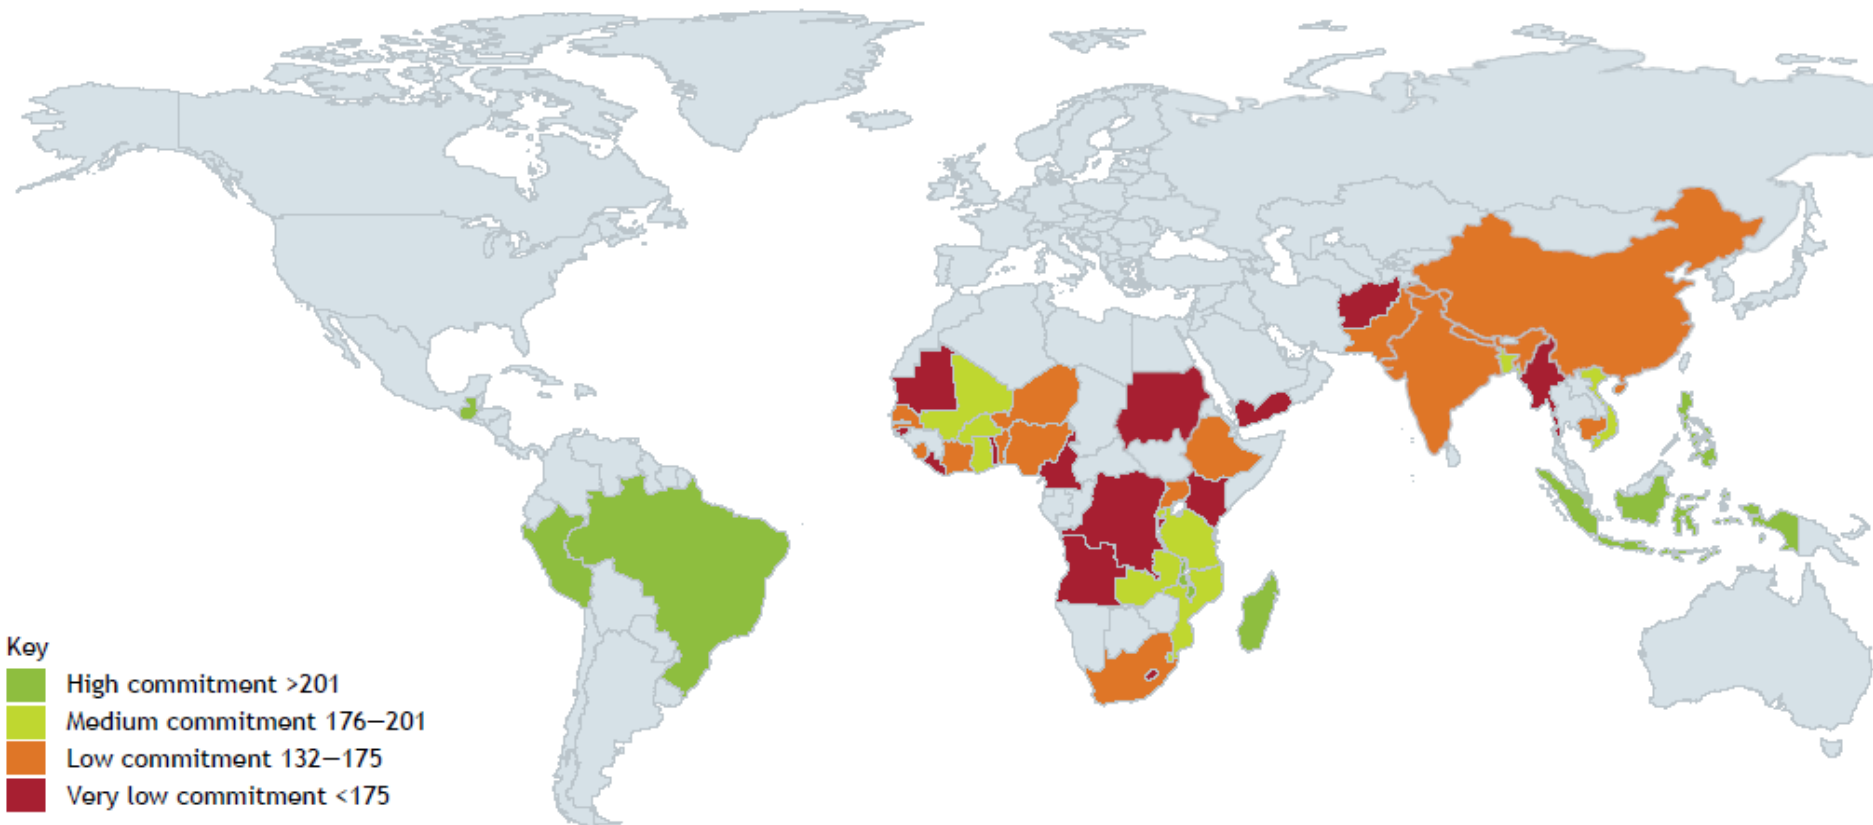 Key
High commitment >201
Medium commitment 176–201
Low commitment 132–175
Very low commitment <175